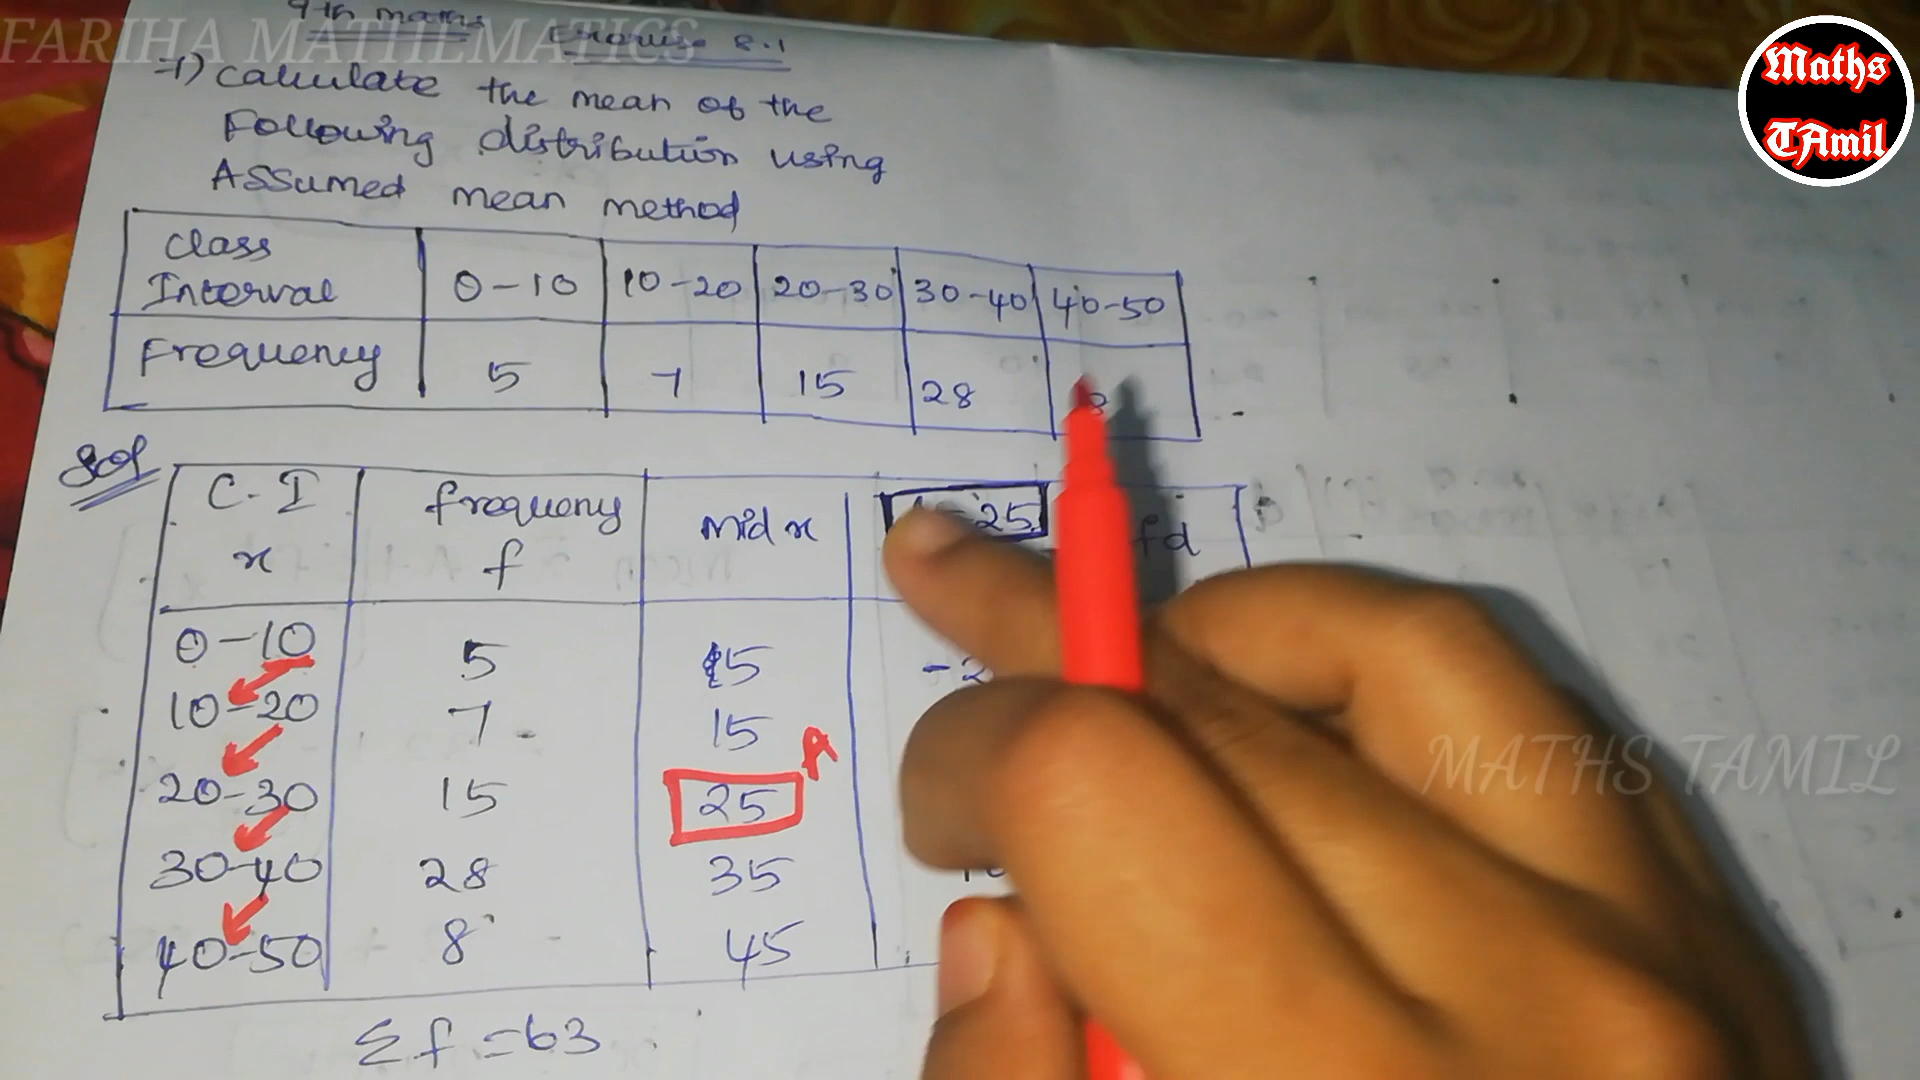 9th maths
FARIHA MATHEMATICS
Exercise 8.1
Maths
TAmil
⇒1) Calculate the mean of the
Following distribution using
Assumed mean method
Class Interval 0-10 10-20 20-30 30-40 40-50
Frequency 5 7 15 28 8
Sol
C-I x frequeny f Mid x 25 fd
0-10 5 5 -2
10-20 7 15 A
20-30 15 25
30-40 28 35
40-50 8 45
Σf = 63
MATHS TAMIL